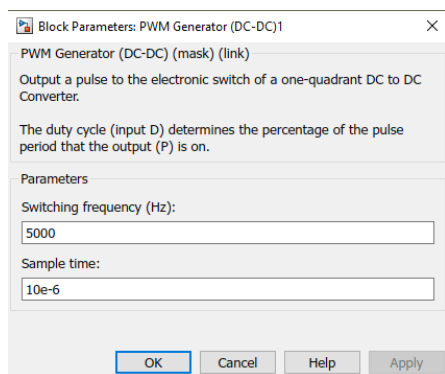 Block Parameters: PWM Generator (DC-DC)1
PWM Generator (DC-DC) (mask) (link)
Output a pulse to the electronic switch of a one-quadrant DC to DC
Converter.
The duty cycle (input D) determines the percentage of the pulse
period that the output (P) is on.
Parameters
Switching frequency (Hz):
5000
Sample time:
10e-6
OK Cancel Help Apply